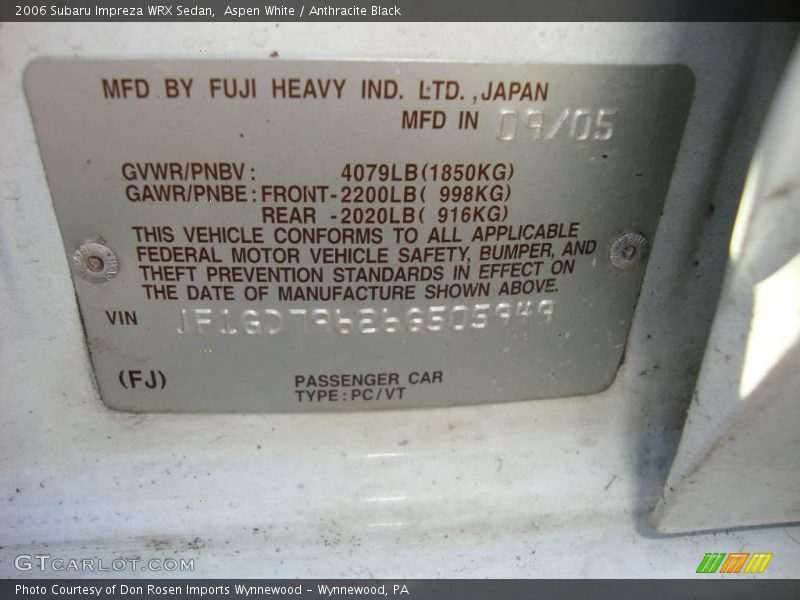 2006 Subaru Impreza WRX Sedan,  Aspen White / Anthracite Black
MFD BY FUJI HEAVY IND. LTD., JAPAN
MFD IN 09/05
GVWR/PNBV: 4079LB(1850KG)
GAWR/PNBE: FRONT-2200LB( 998KG)
REAR -2020LB( 916KG)
THIS VEHICLE CONFORMS TO ALL APPLICABLE
FEDERAL MOTOR VEHICLE SAFETY, BUMPER, AND
THEFT PREVENTION STANDARDS IN EFFECT ON
THE DATE OF MANUFACTURE SHOWN ABOVE.
VIN JF1GD79626G505949
(FJ) PASSENGER CAR
TYPE: PC/VT
GTCARLOT.COM
Photo Courtesy of Don Rosen Imports Wynnewood – Wynnewood, PA